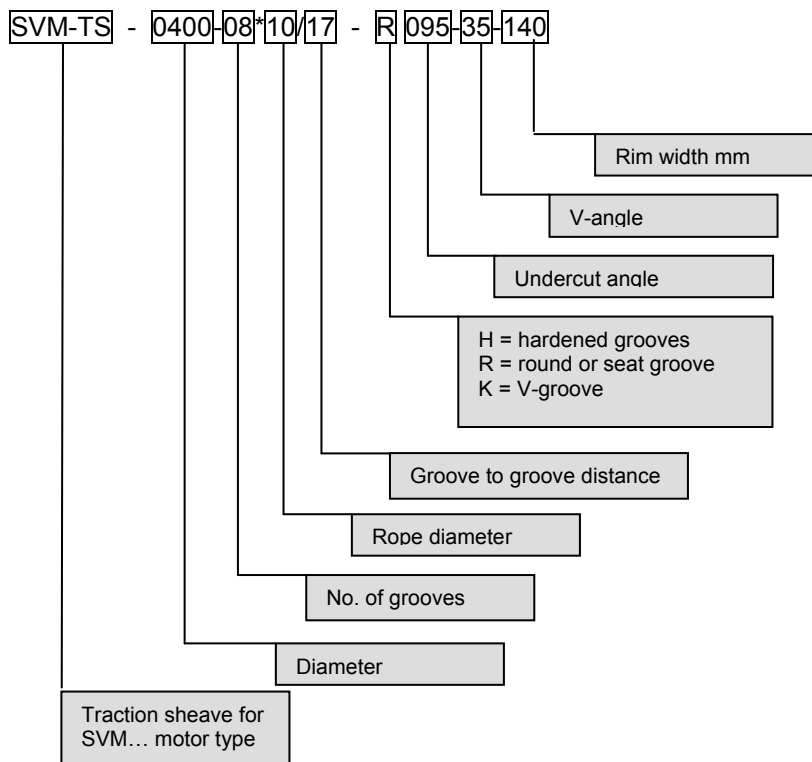 SVM-TS - 0400-08*10/17 - R 095-35-140
Rim width mm
V-angle
Undercut angle
H = hardened grooves
R = round or seat groove
K = V-groove
Groove to groove distance
Rope diameter
No. of grooves
Diameter
Traction sheave for
SVM... motor type